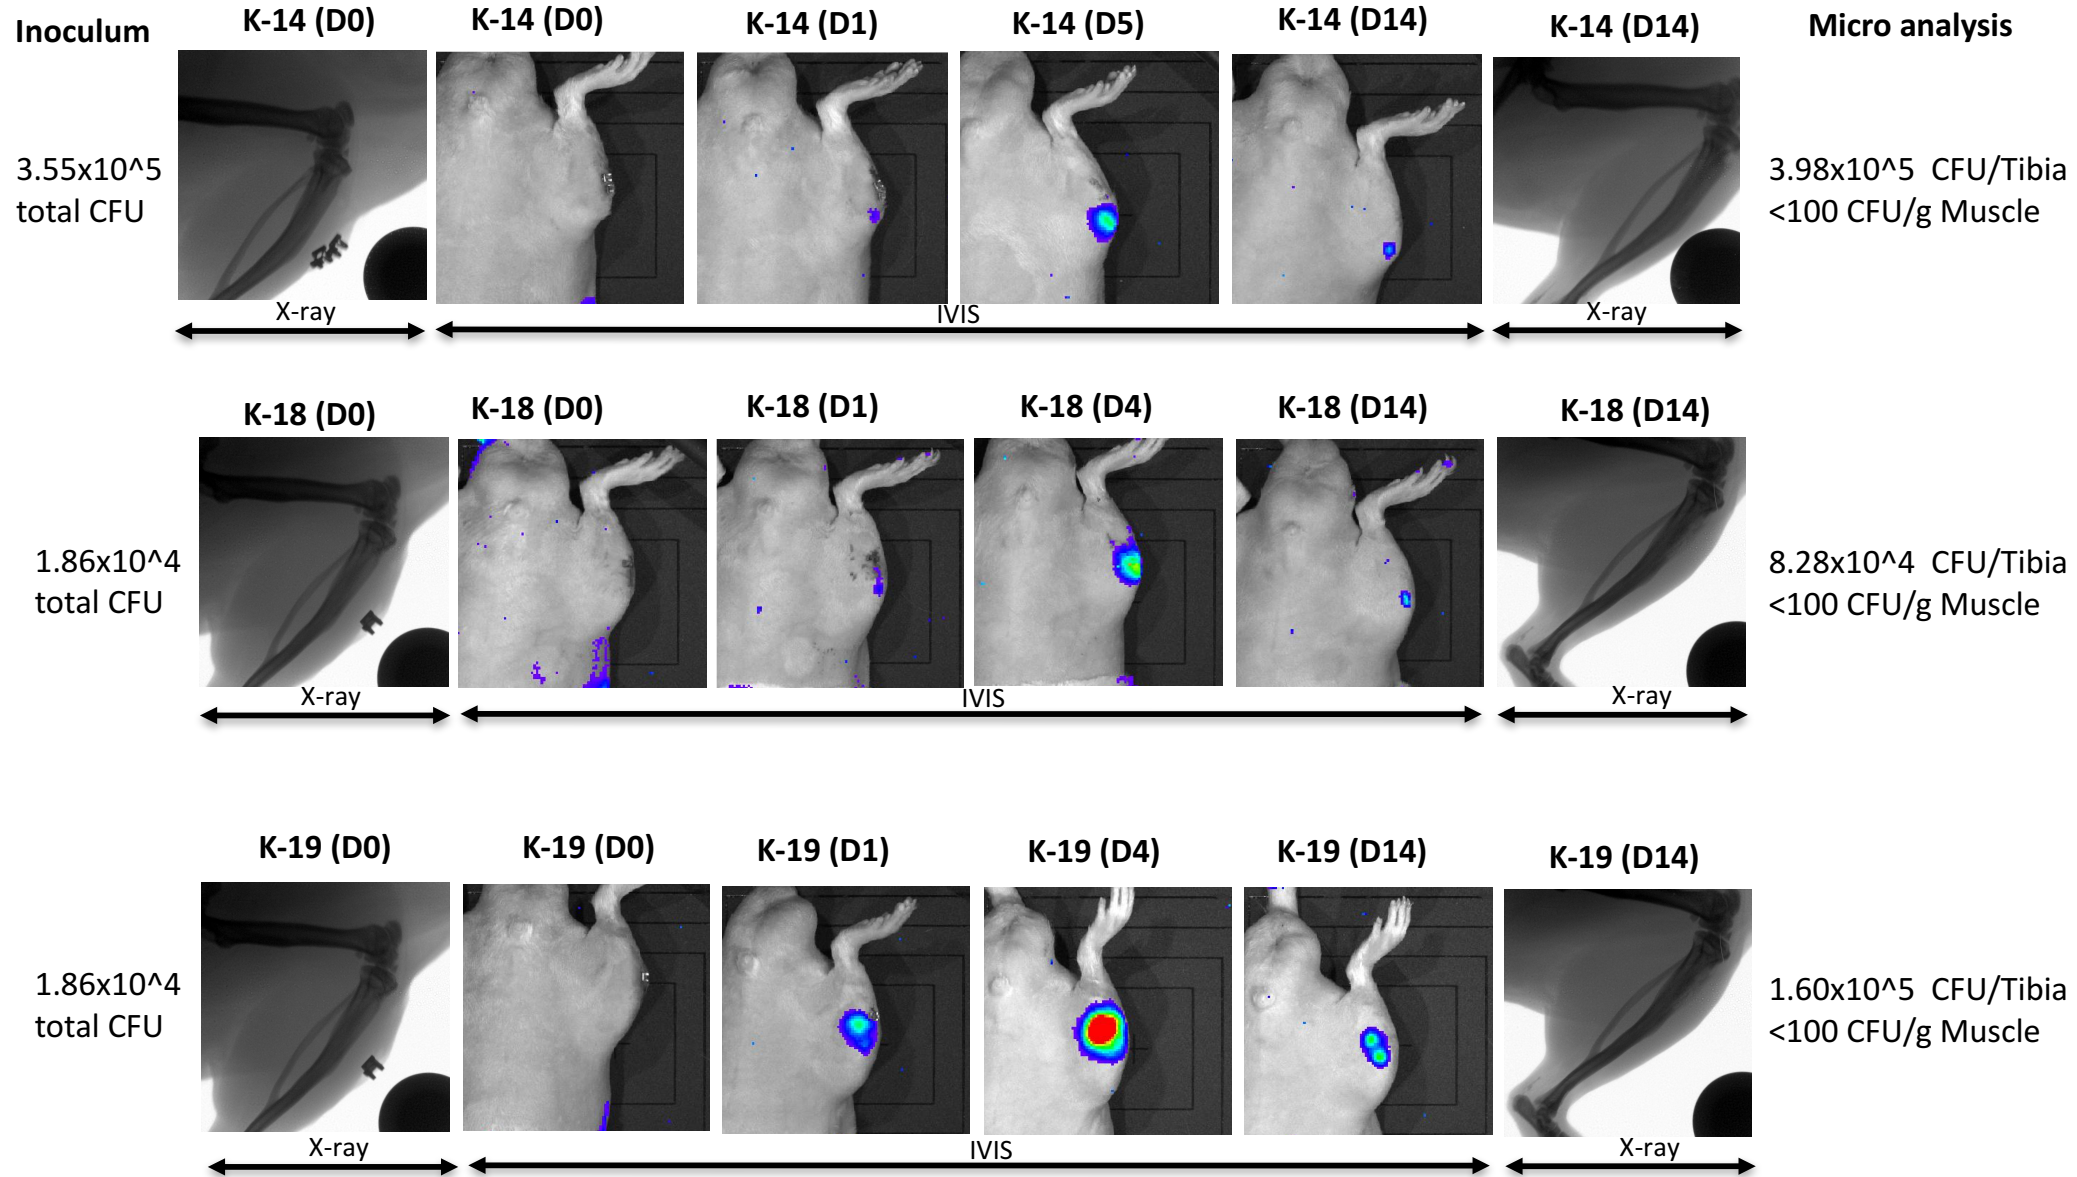 Inoculum
K-14 (D0)
K-14 (D0)
K-14 (D1)
K-14 (D5)
K-14 (D14)
K-14 (D14)
Micro analysis
3.55x10^5
total CFU
3.98x10^5 CFU/Tibia
<100 CFU/g Muscle
X-ray
IVIS
X-ray
K-18 (D0)
K-18 (D0)
K-18 (D1)
K-18 (D4)
K-18 (D14)
K-18 (D14)
1.86x10^4
total CFU
8.28x10^4 CFU/Tibia
<100 CFU/g Muscle
X-ray
IVIS
X-ray
K-19 (D0)
K-19 (D0)
K-19 (D1)
K-19 (D4)
K-19 (D14)
K-19 (D14)
1.86x10^4
total CFU
1.60x10^5 CFU/Tibia
<100 CFU/g Muscle
X-ray
IVIS
X-ray